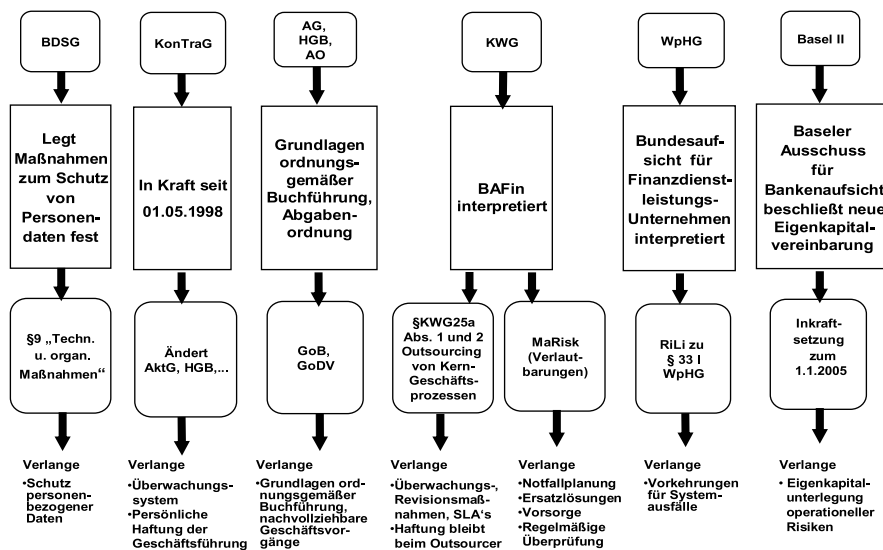 BDSG
KonTraG
AG,
HGB,
AO
KWG
WpHG
Basel II
Legt
Maßnahmen
zum Schutz
von
Personen-
daten fest
In Kraft seit
01.05.1998
Grundlagen
ordnungs-
gemäßer
Buchführung,
Abgaben-
ordnung
BAFin
interpretiert
Bundesauf-
sicht für
Finanzdienst-
leistungs-
Unternehmen
interpretiert
Baseler
Ausschuss
für
Bankenaufsicht
beschließt neue
Eigenkapital-
vereinbarung
§9 „Techn.
u. organ.
Maßnahmen“
Ändert
AktG, HGB,...
GoB,
GoDV
§KWG25a
Abs. 1 und 2
Outsourcing
von Kern-
Geschäfts-
prozessen
MaRisk
(Verlaut-
barungen)
RiLi zu
§ 33 I
WpHG
Inkraft-
setzung
zum
1.1.2005
Verlange
•Schutz
personen-
bezogener
Daten
Verlange
•Überwachungs-
system
•Persönliche
Haftung der
Geschäftsführung
Verlange
•Grundlagen ord-
nungsgemäßer
Buchführung,
nachvollziehbare
Geschäftsvor-
gänge
Verlange
•Überwachungs-,
Revisionsmaß-
nahmen, SLA‘s
•Haftung bleibt
beim Outsourcer
Verlange
•Notfallplanung
•Ersatzlösungen
•Vorsorge
•Regelmäßige
Überprüfung
Verlange
•Vorkehrungen
für System-
ausfälle
Verlange
• Eigenkapital-
unterlegung
operationeller
Risiken